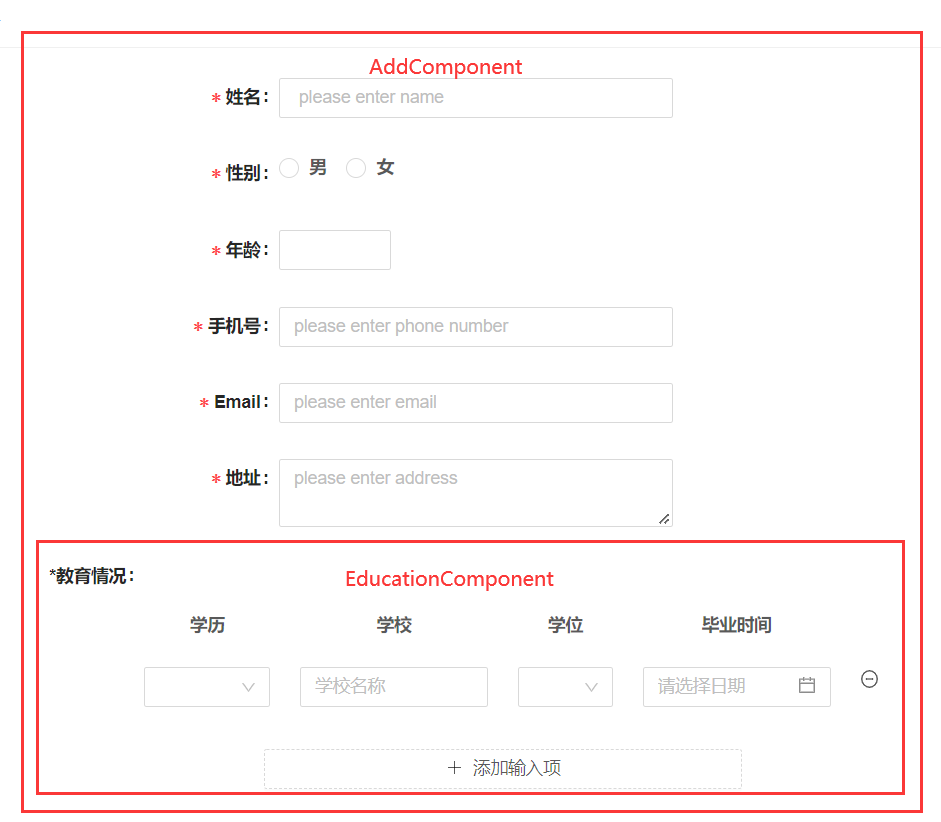 AddComponent
* 姓名: please enter name
* 性别: 男 女
* 年龄:
* 手机号: please enter phone number
* Email: please enter email
* 地址: please enter address
*教育情况:
EducationComponent
学历 学校 学位 毕业时间
学校名称 请选择日期
+ 添加输入项